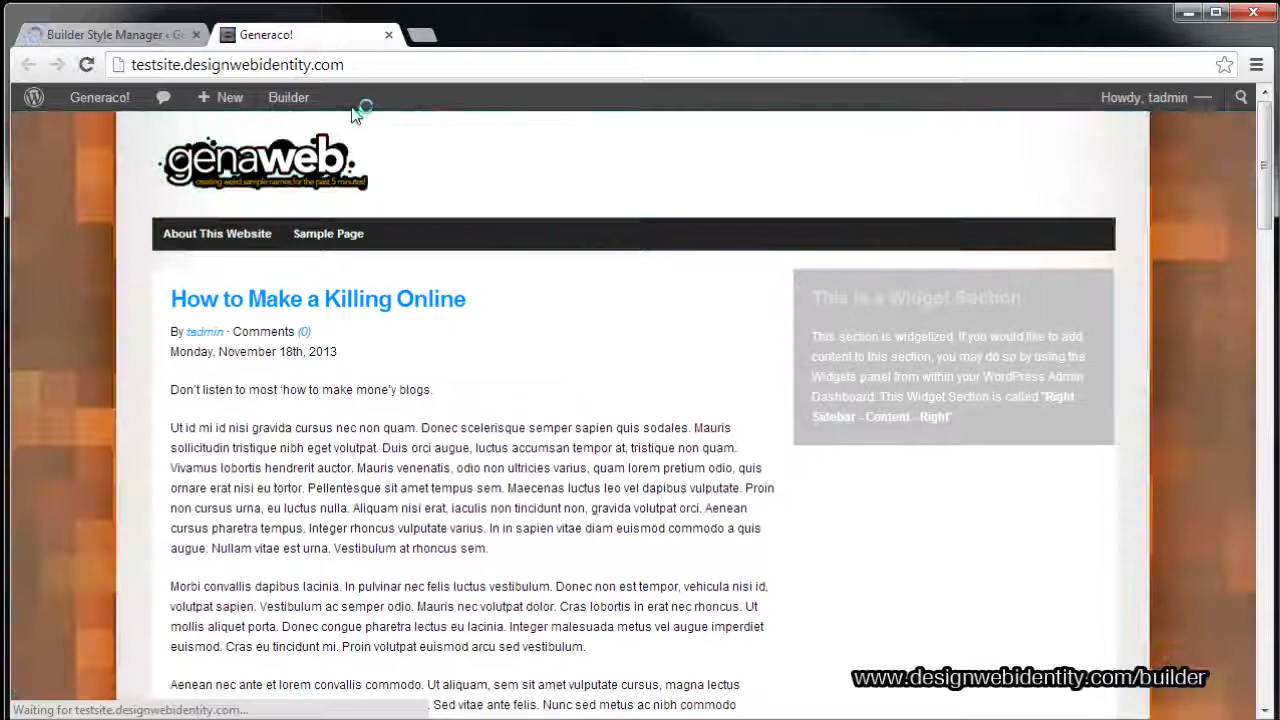 Builder Style Manager ‹ Ge
Generaco!
testsite.designwebidentity.com
Generaco!
New
Builder
Howdy, tadmin
genaweb
creating weird sample names for the past 5 minutes!
About This Website
Sample Page
How to Make a Killing Online
By tadmin · Comments (0)
Monday, November 18th, 2013
Don't listen to most 'how to make mone'y blogs.
Ut id mi id nisi gravida cursus nec non quam. Donec scelerisque semper sapien quis sodales. Mauris
sollicitudin tristique nibh eget volutpat. Duis orci augue, luctus accumsan tempor at, tristique non quam.
Vivamus lobortis hendrerit auctor. Mauris venenatis, odio non ultricies varius, quam lorem pretium odio, quis
ornare erat nisi eu tortor. Pellentesque sit amet tempus sem. Maecenas luctus leo vel dapibus vulputate. Proin
non cursus urna, eu luctus nulla. Aliquam nisi erat, iaculis non tincidunt non, gravida volutpat orci. Aenean
cursus pharetra tempus. Integer rhoncus vulputate varius. In in sapien vitae diam euismod commodo a quis
augue. Nullam vitae est urna. Vestibulum at rhoncus sem.
Morbi convallis dapibus lacinia. In pulvinar nec felis luctus vestibulum. Donec non est tempor, vehicula nisi id,
volutpat sapien. Vestibulum ac semper odio. Mauris nec volutpat dolor. Cras lobortis in erat nec rhoncus. Ut
mollis aliquet porta. Donec congue pharetra lectus eu lacinia. Integer malesuada metus vel augue imperdiet
euismod. Cras eu tincidunt mi. Proin volutpat euismod arcu sed vestibulum.
Aenean nec ante et lorem convallis commodo. Ut aliquam, sem sit amet vulputate cursus, magna lectus
. Sed vitae ante felis. Nunc sed metus ac nibh commodo
This is a Widget Section
This section is widgetized. If you would like to add
content to this section, you may do so by using the
Widgets panel from within your WordPress Admin
Dashboard. This Widget Section is called "Right
Sidebar - Content - Right"
www.designwebidentity.com/builder
Waiting for testsite.designwebidentity.com...